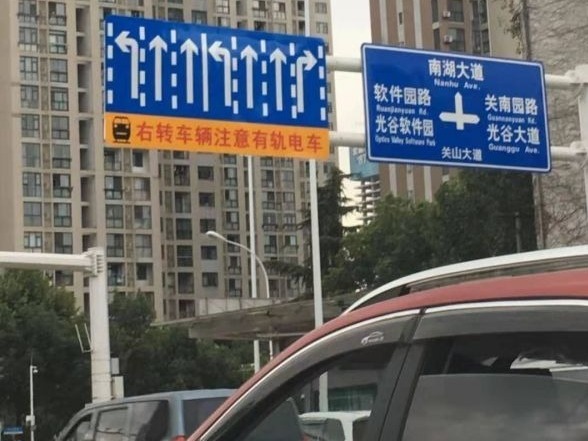 右转车辆注意有轨电车
南湖大道
Nanhu Ave.
软件园路
Ruanjianyuan Rd.
光谷软件园
Optics Valley Software Park
关南园路
Guannanyuan Rd.
光谷大道
Guanggu Ave.
关山大道